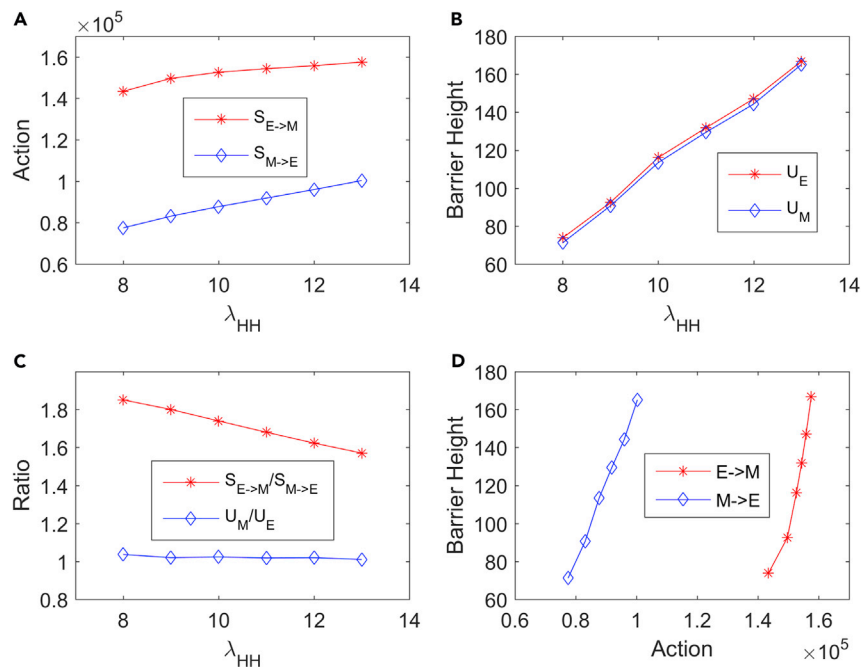 A
×10^5
1.6
1.4
1.2
1
0.8
0.6
Action
S_E->M
S_M->E
8
10
12
14
λ_HH
B
180
160
140
120
100
80
60
Barrier Height
U_E
U_M
8
10
12
14
λ_HH
C
1.8
1.6
1.4
1.2
1
0.8
Ratio
S_E->M/S_M->E
U_M/U_E
8
10
12
14
λ_HH
D
180
160
140
120
100
80
60
Barrier Height
E->M
M->E
0.6
0.8
1
1.2
1.4
1.6
Action
×10^5